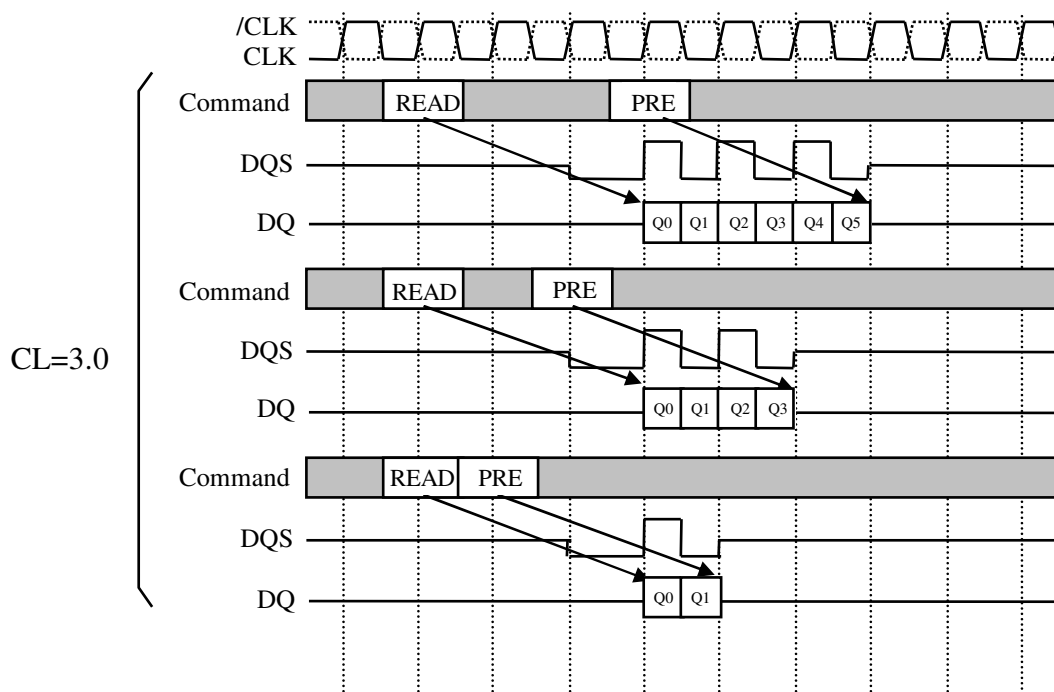 /CLK
CLK
Command READ PRE
DQS
DQ Q0 Q1 Q2 Q3 Q4 Q5
Command READ PRE
CL=3.0
DQS
DQ Q0 Q1 Q2 Q3
Command READ PRE
DQS
DQ Q0 Q1